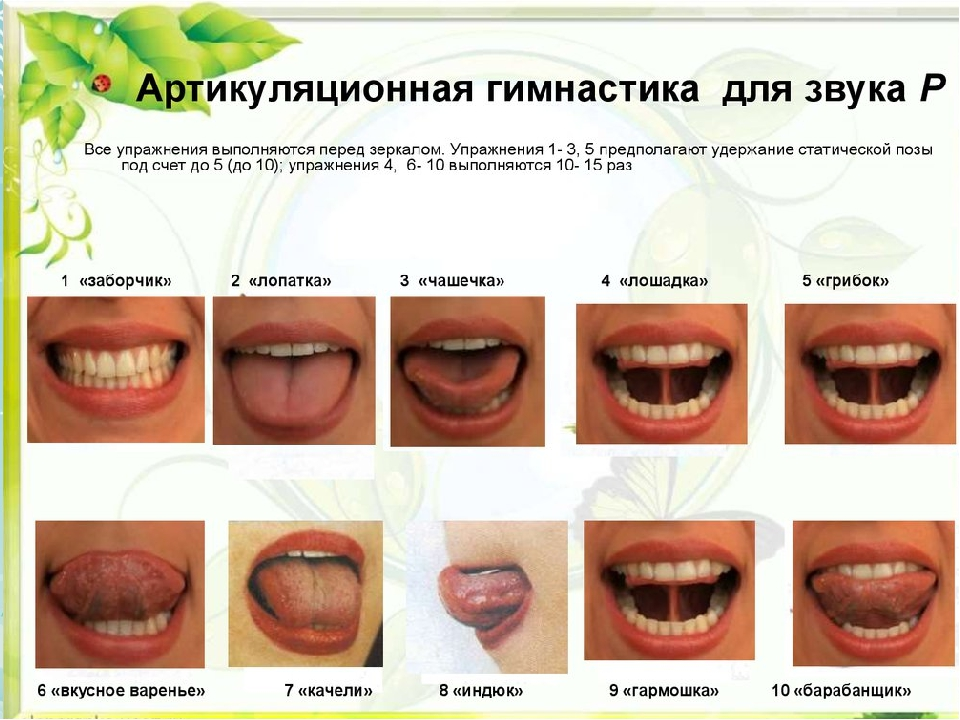 Артикуляционная гимнастика для звука Р
Все упражнения выполняются перед зеркалом. Упражнения 1- 3, 5 предполагают удержание статической позы
под счет до 5 (до 10); упражнения 4, 6- 10 выполняются 10- 15 раз
1 «заборчик» 2 «лопатка» 3 «чашечка» 4 «лошадка» 5 «грибок»
6 «вкусное варенье» 7 «качели» 8 «индюк» 9 «гармошка» 10 «барабанщик»